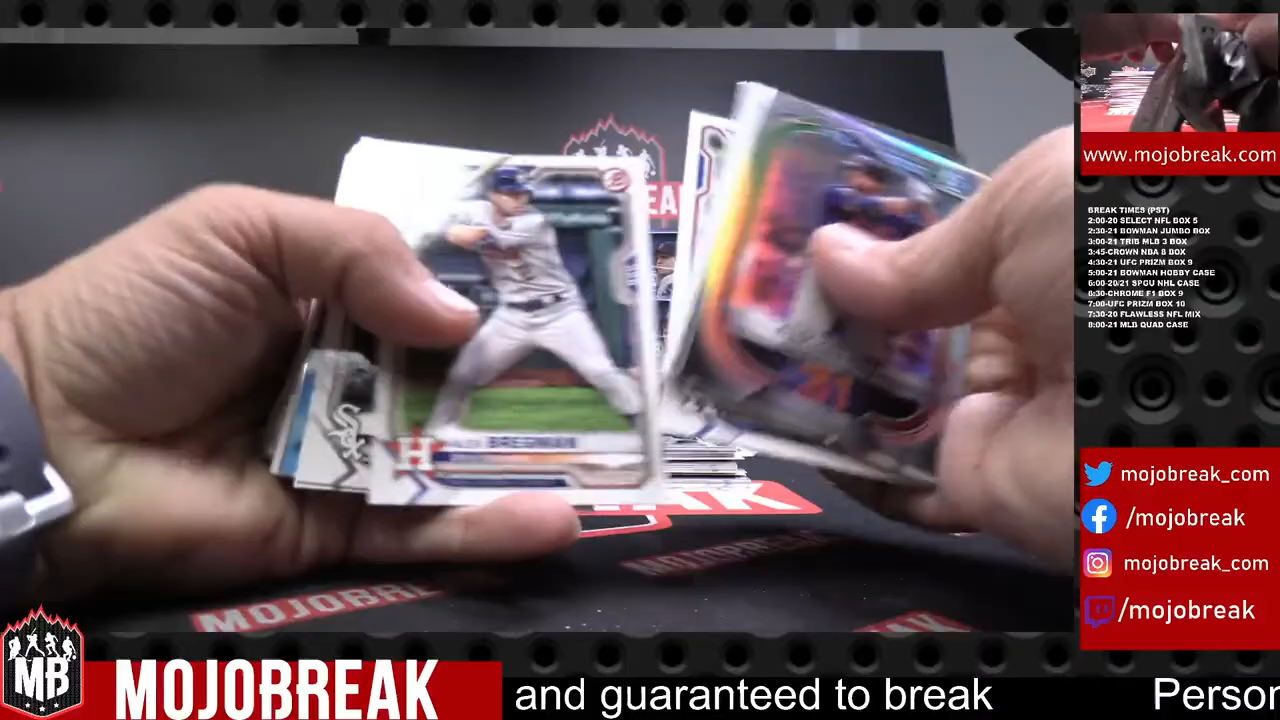 www.mojobreak.com
BREAK TIMES (PST)
2:00-20 SELECT NFL BOX 5
2:30-21 BOWMAN JUMBO BOX
3:00-21 TRIB MLB 3 BOX
3:45-CROWN NBA 8 BOX
4:30-21 UFC PRIZM BOX 9
5:00-21 BOWMAN HOBBY CASE
6:00-20/21 SPGU NHL CASE
6:30-CHROME F1 BOX 9
7:00-UFC PRIZM BOX 10
7:30-20 FLAWLESS NFL MIX
8:00-21 MLB QUAD CASE
BREGMAN
H
Sox
mojobreak_com
/mojobreak
mojobreak_com
/mojobreak
MOJOBREAK
MB
MOJOBREAK
and guaranteed to break
Person